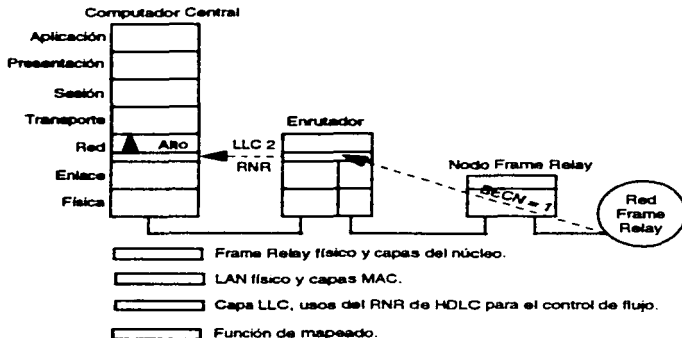 Computador Central
Aplicación
Presentación
Sesión
Transporte
Red
Alto
Enlace
Física
LLC 2
RNR
Enrutador
Nodo Frame Relay
BECN = 1
Red
Frame
Relay
Frame Relay físico y capas del núcleo.
LAN físico y capas MAC.
Capa LLC, usos del RNR de HDLC para el control de flujo.
Función de mapeado.